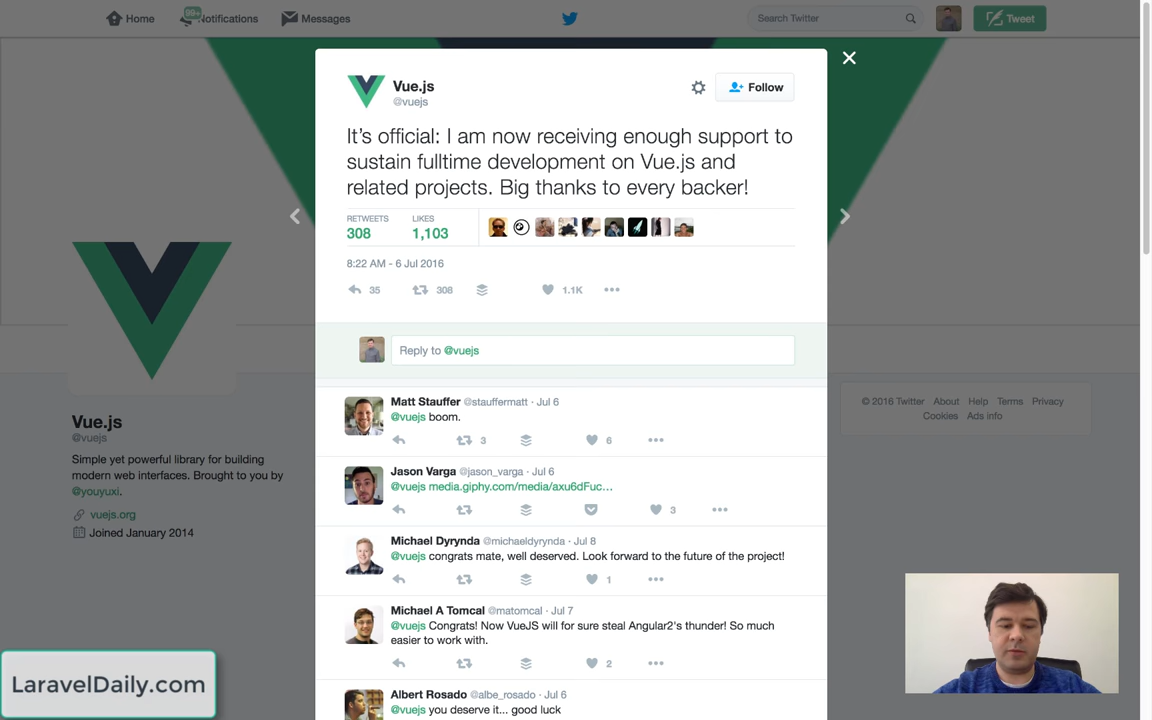 Home
99+
Notifications
Messages
Search Twitter
Tweet
Vue.js
@vuejs
Follow
It's official: I am now receiving enough support to
sustain fulltime development on Vue.js and
related projects. Big thanks to every backer!
RETWEETS
308
LIKES
1,103
8:22 AM - 6 Jul 2016
35
308
1.1K
Reply to @vuejs
Matt Stauffer @stauffermatt · Jul 6
@vuejs boom.
3
6
Jason Varga @jason_varga · Jul 6
@vuejs media.giphy.com/media/axu6dFuc…
3
Michael Dyrynda @michaeldyrynda · Jul 8
@vuejs congrats mate, well deserved. Look forward to the future of the project!
1
Michael A Tomcal @matomcal · Jul 7
@vuejs Congrats! Now VueJS will for sure steal Angular2's thunder! So much
easier to work with.
2
Albert Rosado @albe_rosado · Jul 6
@vuejs you deserve it... good luck
Vue.js
@vuejs
Simple yet powerful library for building
modern web interfaces. Brought to you by
@youyuxi.
vuejs.org
Joined January 2014
© 2016 Twitter About Help Terms Privacy
Cookies Ads info
LaravelDaily.com